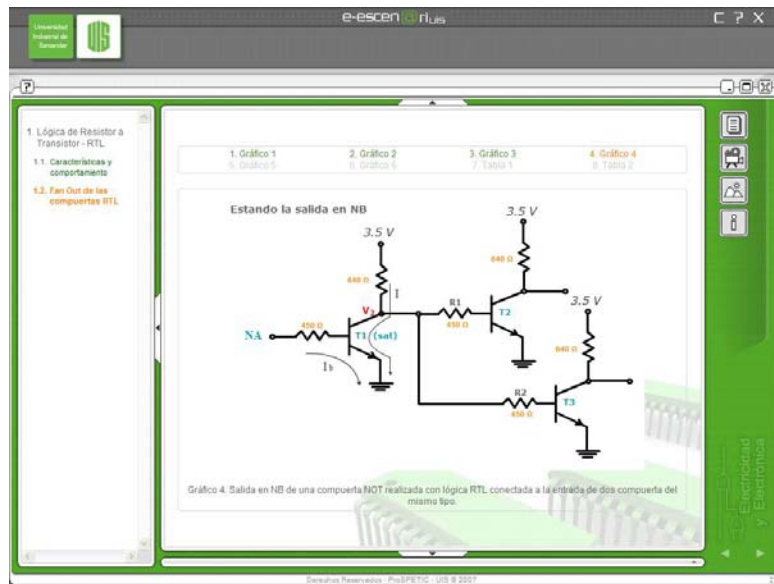 Universidad
Industrial de
Santander
UIS
e-escen@ri UIS
C ? X
?
1. Lógica de Resistor a
Transistor - RTL
1.1. Características y
comportamiento
1.2. Fan Out de las
compuertas RTL
1. Gráfico 1
2. Gráfico 2
3. Gráfico 3
4. Gráfico 4
5. Gráfico 5
6. Gráfico 6
7. Tabla 1
8. Tabla 2
Estando la salida en NB
3.5 V
3.5 V
640 Ω
640 Ω
I
3.5 V
V
R1
T2
NA
450 Ω
T1 (sat)
450 Ω
640 Ω
I b
R2
T3
450 Ω
Gráfico 4. Salida en NB de una compuerta NOT realizada con lógica RTL conectada a la entrada de dos compuerta del
mismo tipo.
Electricidad
y Electrónica
Derechos Reservados - ProSPETIC - UIS ® 2007